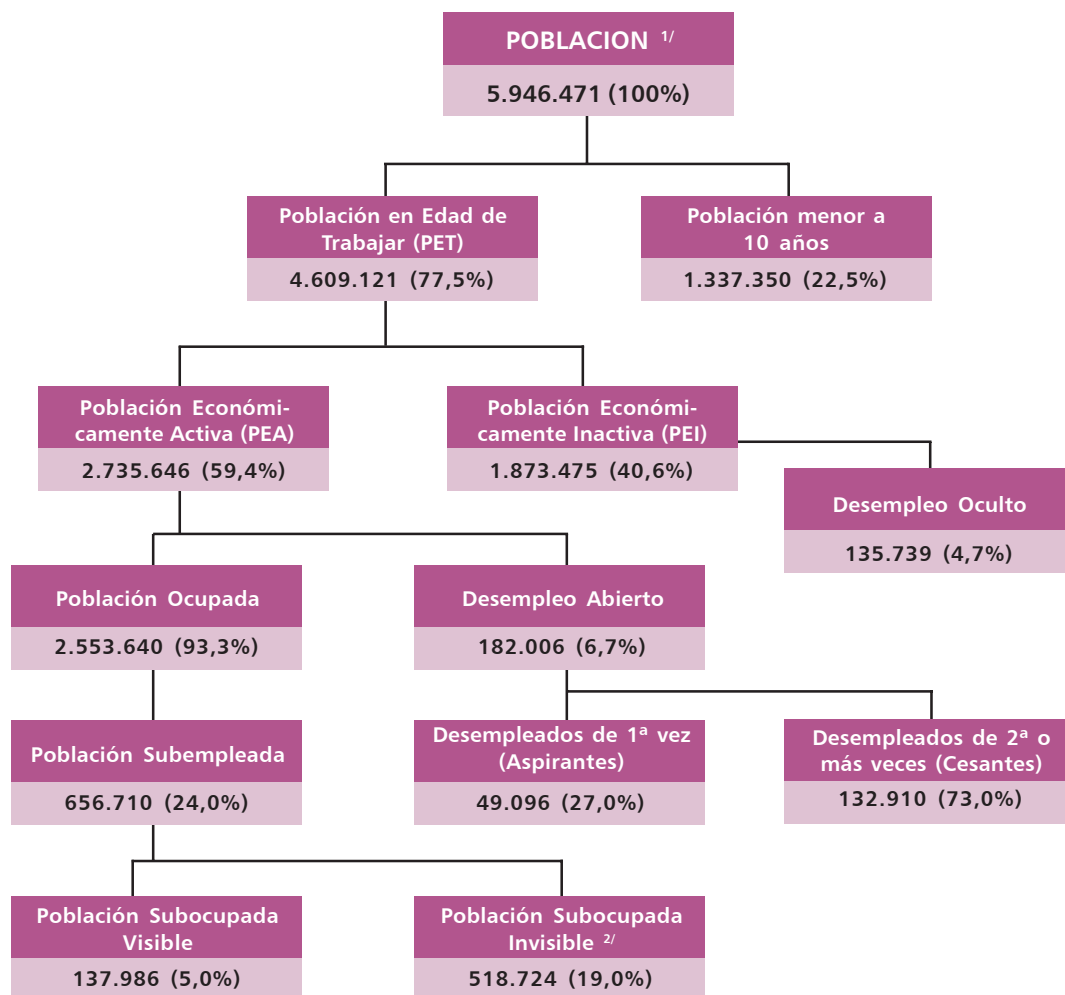 POBLACION 1/
5.946.471 (100%)
Población en Edad de
Trabajar (PET)
4.609.121 (77,5%)
Población menor a
10 años
1.337.350 (22,5%)
Población Económi-
camente Activa (PEA)
2.735.646 (59,4%)
Población Económi-
camente Inactiva (PEI)
1.873.475 (40,6%)
Desempleo Oculto
135.739 (4,7%)
Población Ocupada
2.553.640 (93,3%)
Desempleo Abierto
182.006 (6,7%)
Población Subempleada
656.710 (24,0%)
Desempleados de 1ª vez
(Aspirantes)
49.096 (27,0%)
Desempleados de 2ª o
más veces (Cesantes)
132.910 (73,0%)
Población Subocupada
Visible
137.986 (5,0%)
Población Subocupada
Invisible 2/
518.724 (19,0%)